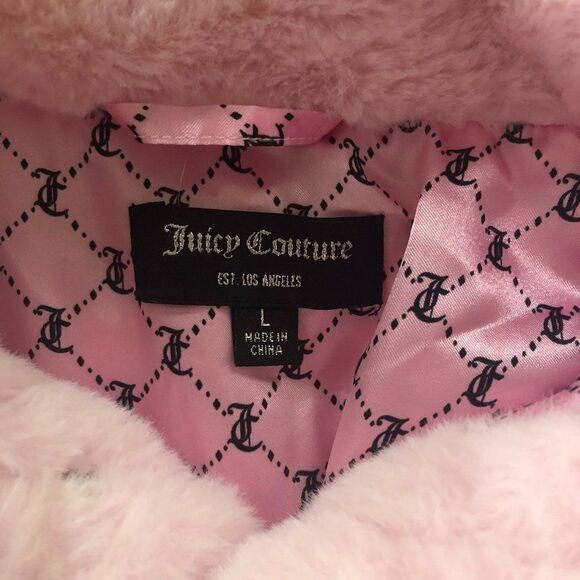 Juicy Couture
EST. LOS ANGELES
L
MADE IN
CHINA